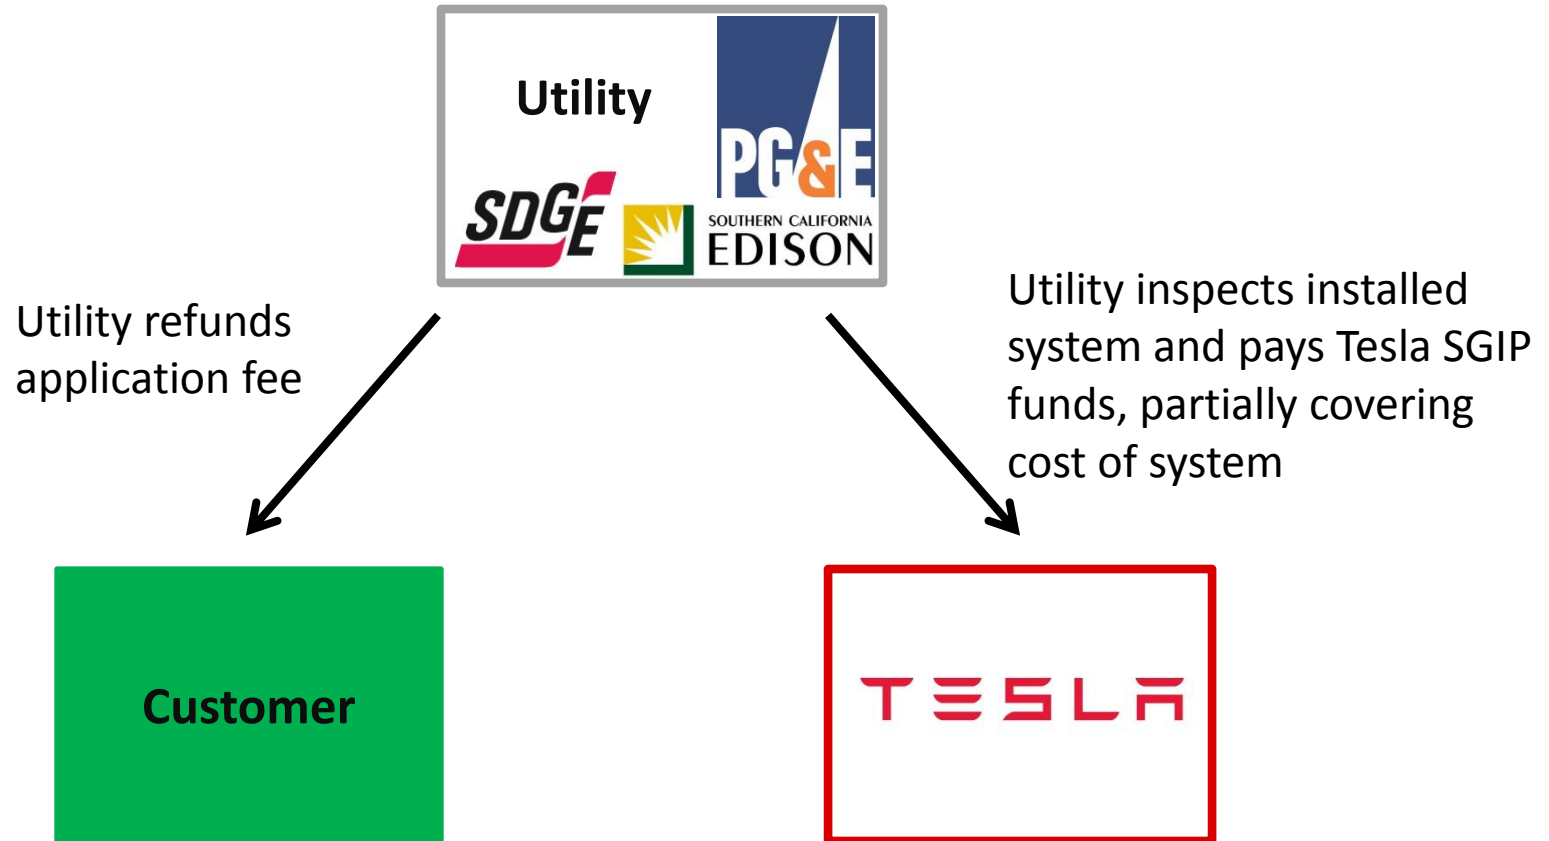 Utility
PG&E
SDGE
SOUTHERN CALIFORNIA
EDISON
Utility refunds
application fee
Utility inspects installed
system and pays Tesla SGIP
funds, partially covering
cost of system
Customer
TESLA